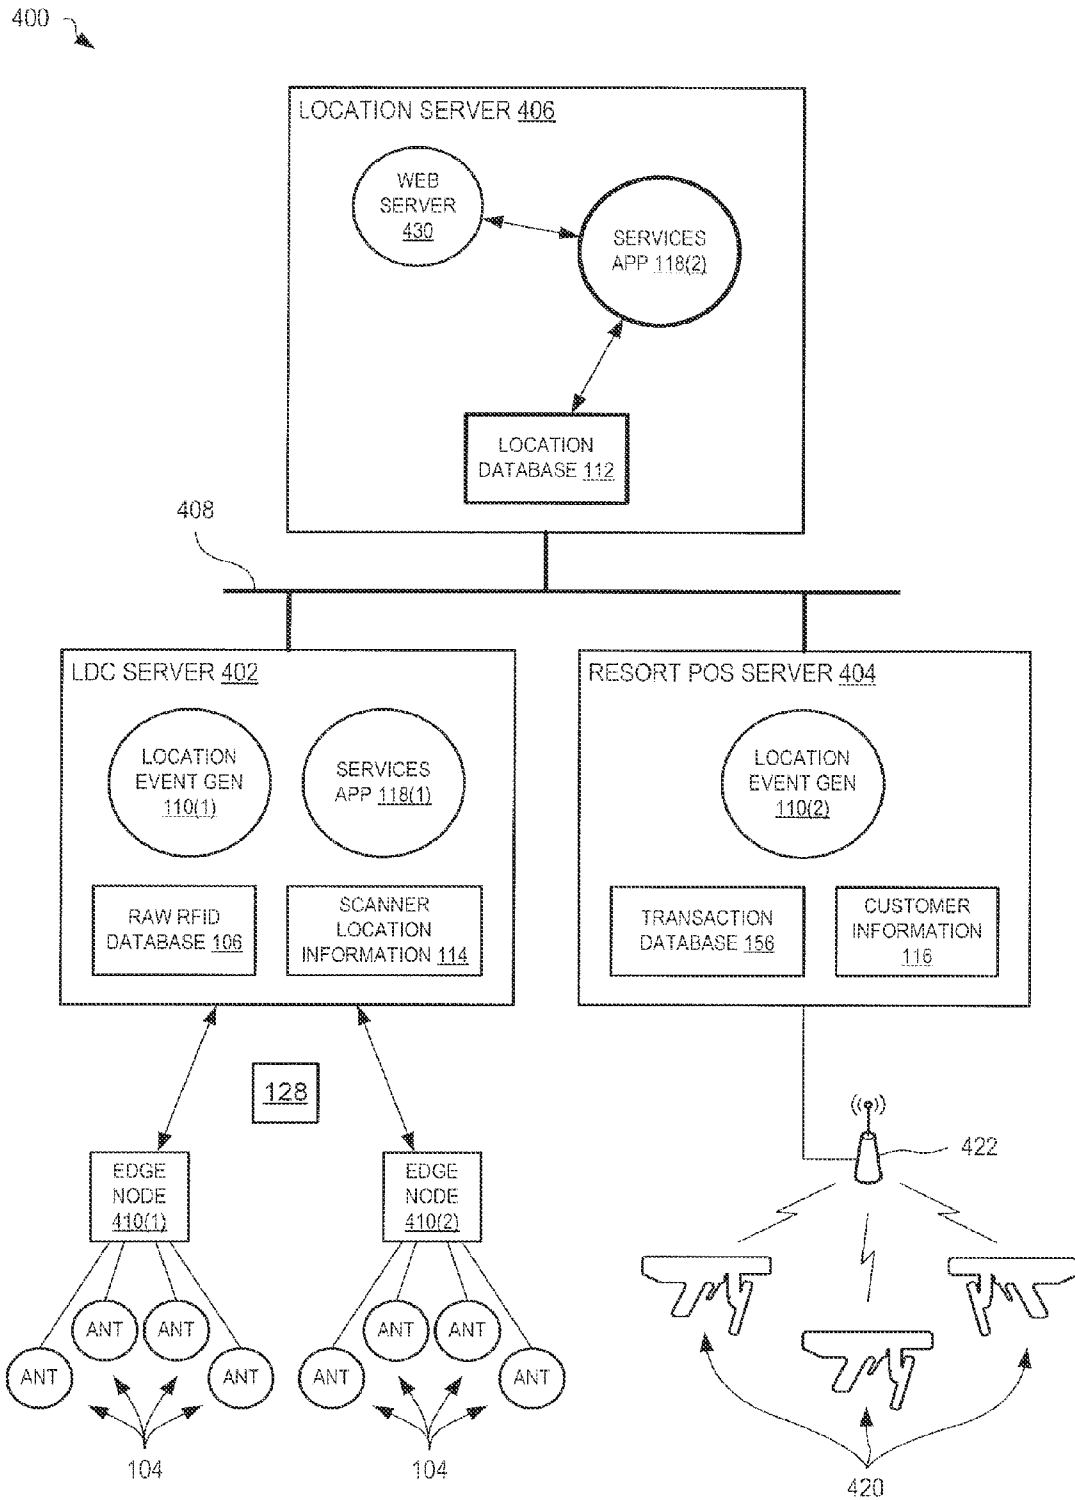 400
LOCATION SERVER 406
WEB
SERVER
430
SERVICES
APP 118(2)
LOCATION
DATABASE 112
408
LDC SERVER 402
LOCATION
EVENT GEN
110(1)
SERVICES
APP 118(1)
RAW RFID
DATABASE 106
SCANNER
LOCATION
INFORMATION 114
RESORT POS SERVER 404
LOCATION
EVENT GEN
110(2)
TRANSACTION
DATABASE 156
CUSTOMER
INFORMATION
116
128
EDGE
NODE
410(1)
EDGE
NODE
410(2)
422
ANT
ANT
ANT
ANT
ANT
ANT
ANT
ANT
104
104
420